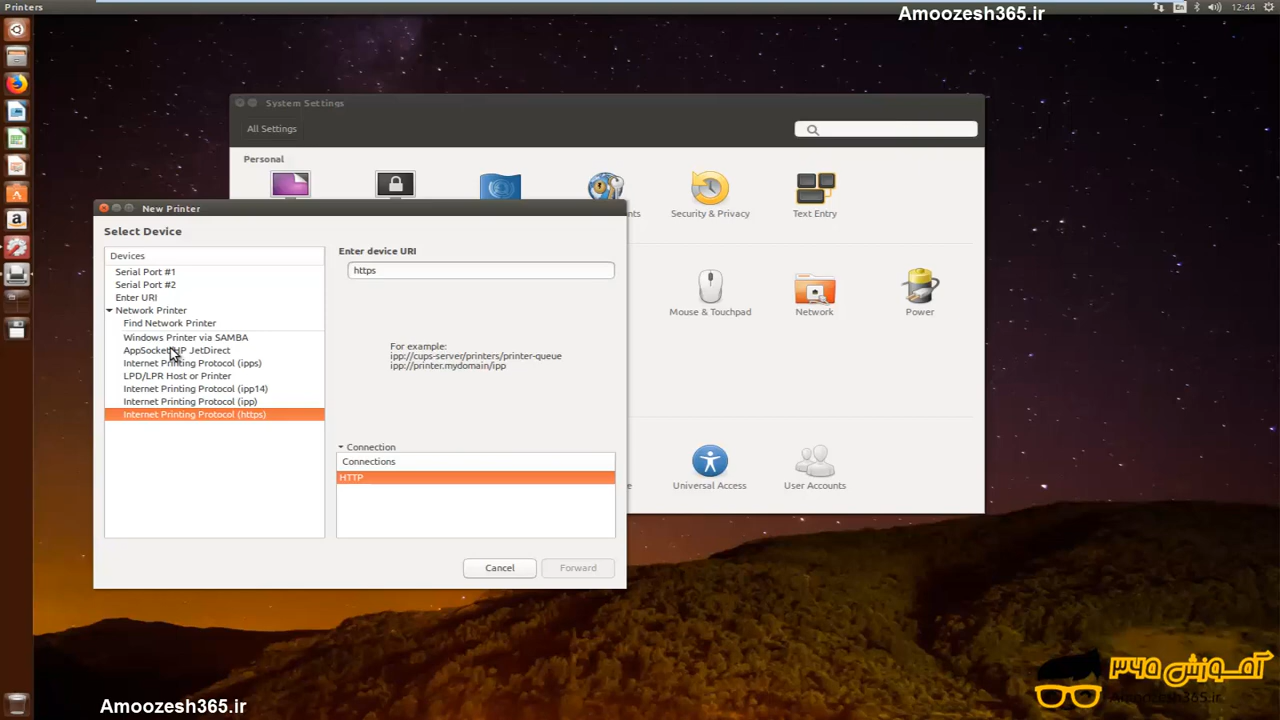 Printers
Amoozesh365.ir
En
12:44
System Settings
All Settings
Personal
Security & Privacy
Text Entry
Mouse & Touchpad
Network
Power
Universal Access
User Accounts
New Printer
Select Device
Devices
Serial Port #1
Serial Port #2
Enter URI
Network Printer
Find Network Printer
Windows Printer via SAMBA
AppSocket/HP JetDirect
Internet Printing Protocol (ipps)
LPD/LPR Host or Printer
Internet Printing Protocol (ipp14)
Internet Printing Protocol (ipp)
Internet Printing Protocol (https)
Enter device URI
https
For example:
ipp://cups-server/printers/printer-queue
ipp://printer.mydomain/ipp
Connection
Connections
HTTP
Cancel
Forward
آموزش ۳۶۵
Amoozesh365.ir
Amoozesh365.ir